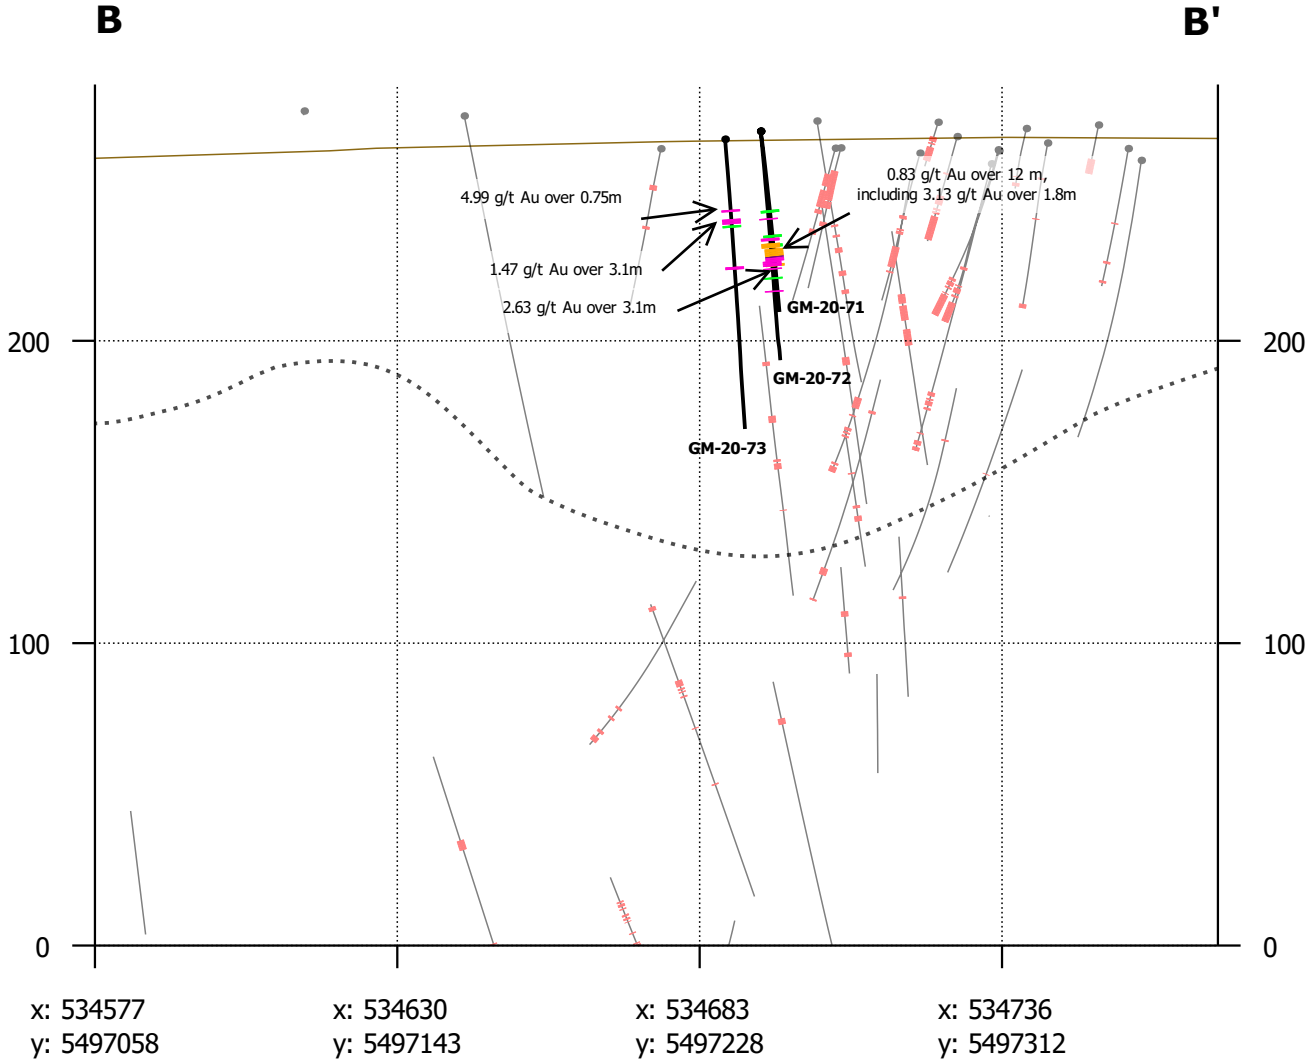 B
B'
0.83 g/t Au over 12 m,
including 3.13 g/t Au over 1.8m
4.99 g/t Au over 0.75m
1.47 g/t Au over 3.1m
2.63 g/t Au over 3.1m
GM-20-71
200
200
GM-20-72
GM-20-73
100
100
0
0
x: 534577
y: 5497058
x: 534630
y: 5497143
x: 534683
y: 5497228
x: 534736
y: 5497312